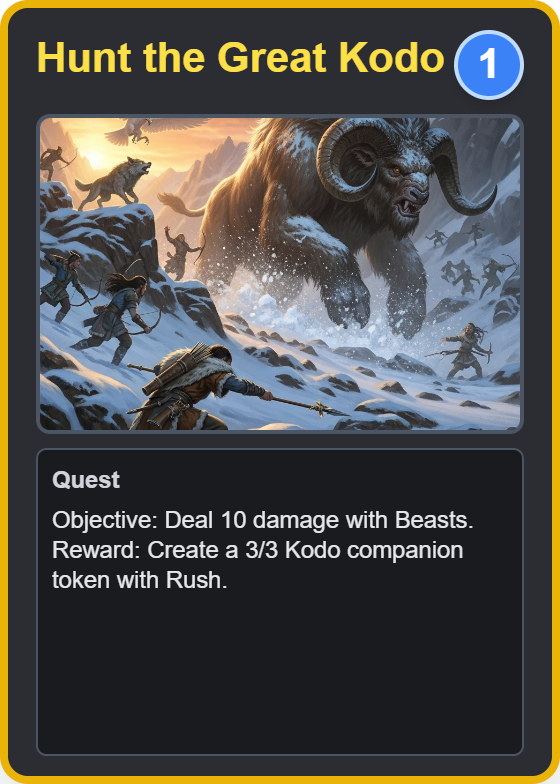 Hunt the Great Kodo
1
Quest
Objective: Deal 10 damage with Beasts.
Reward: Create a 3/3 Kodo companion
token with Rush.